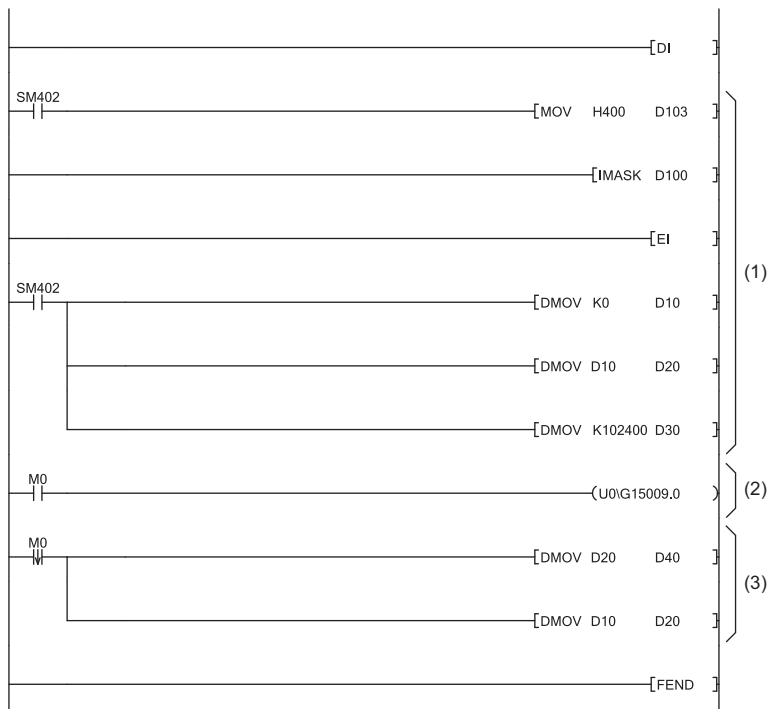 [DI ]
SM402
[MOV H400 D103 ]
[IMASK D100 ]
[EI ]
(1)
SM402
[DMOV K0 D10 ]
[DMOV D10 D20 ]
[DMOV K102400 D30 ]
M0
(U0\G15009.0 )
(2)
M0
[DMOV D20 D40 ]
(3)
[DMOV D10 D20 ]
[FEND ]